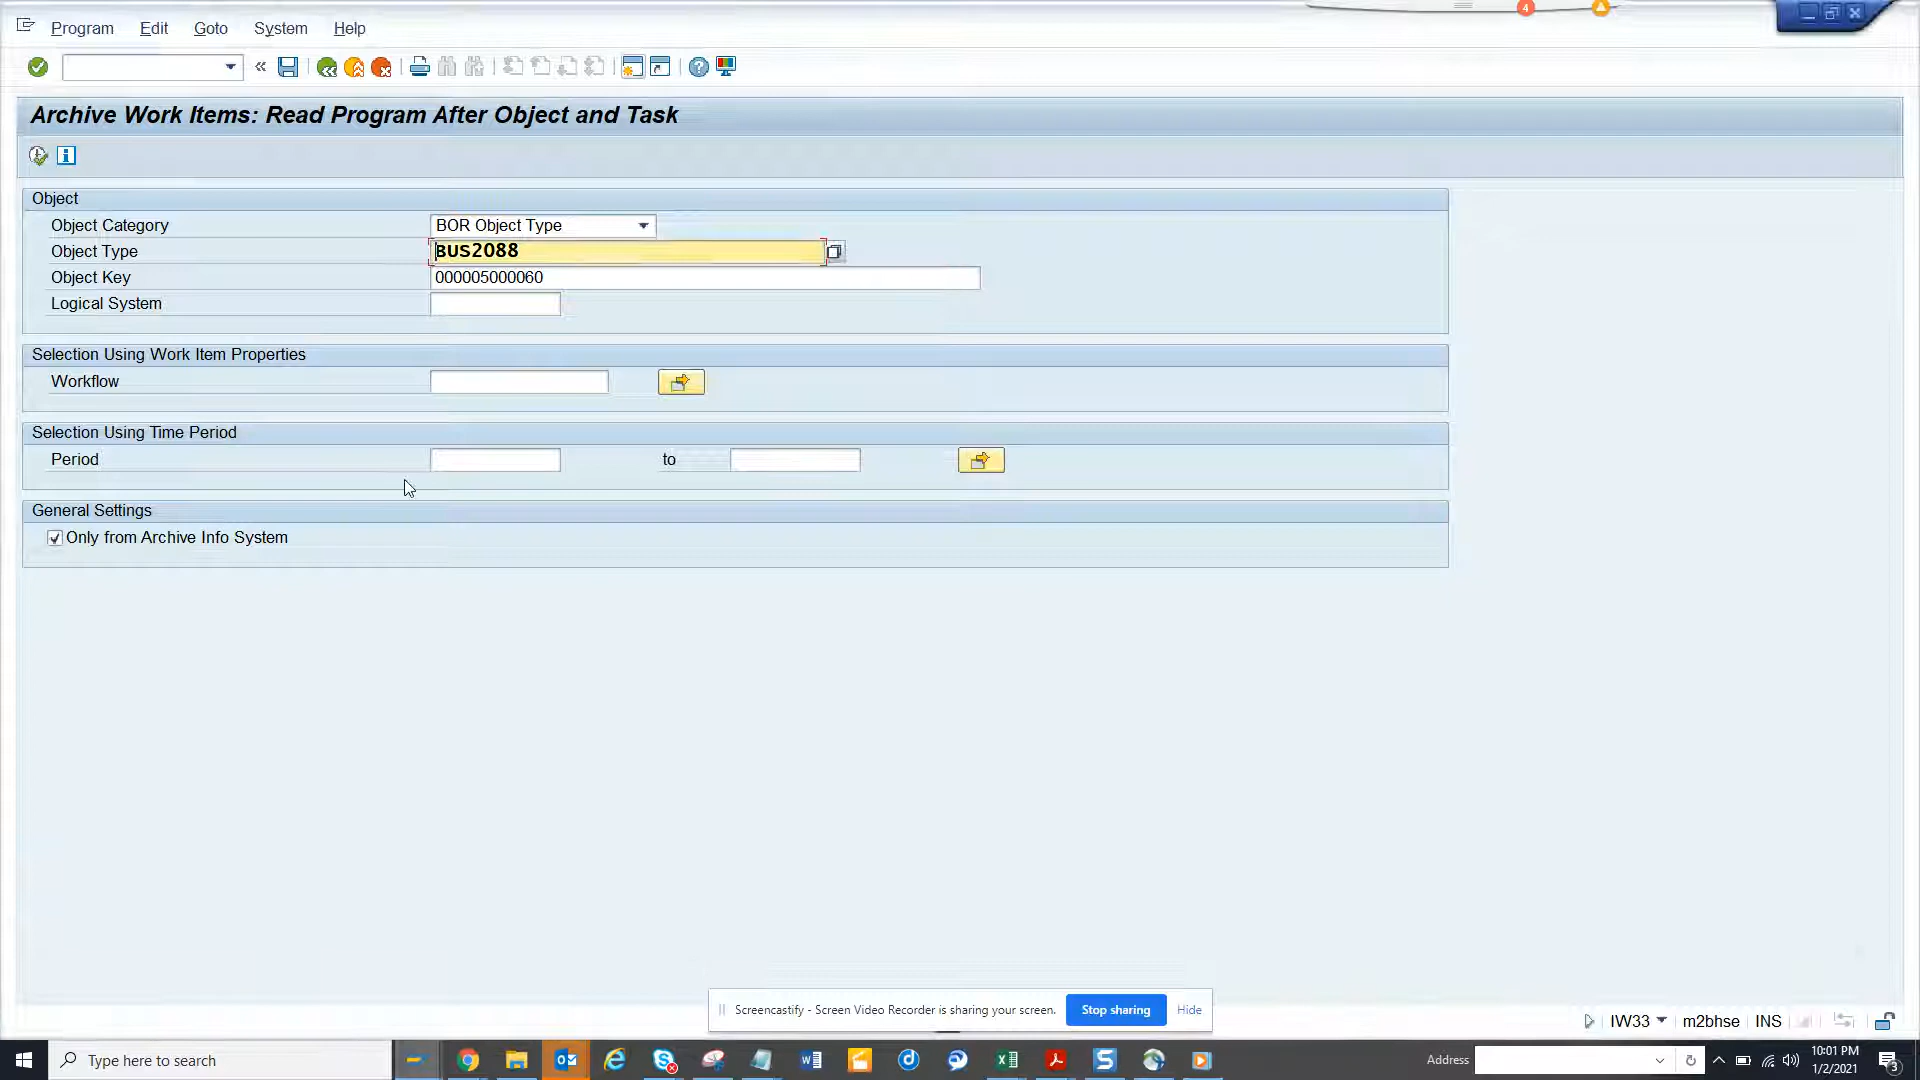 Program Edit Goto System Help
4
«
Archive Work Items: Read Program After Object and Task
Object
Object Category BOR Object Type
Object Type BUS2088
Object Key 000005000060
Logical System
Selection Using Work Item Properties
Workflow
Selection Using Time Period
Period to
General Settings
Only from Archive Info System
Screencastify - Screen Video Recorder is sharing your screen. Stop sharing Hide
IW33 m2bhse INS
Type here to search
Address
10:01 PM
1/2/2021
3